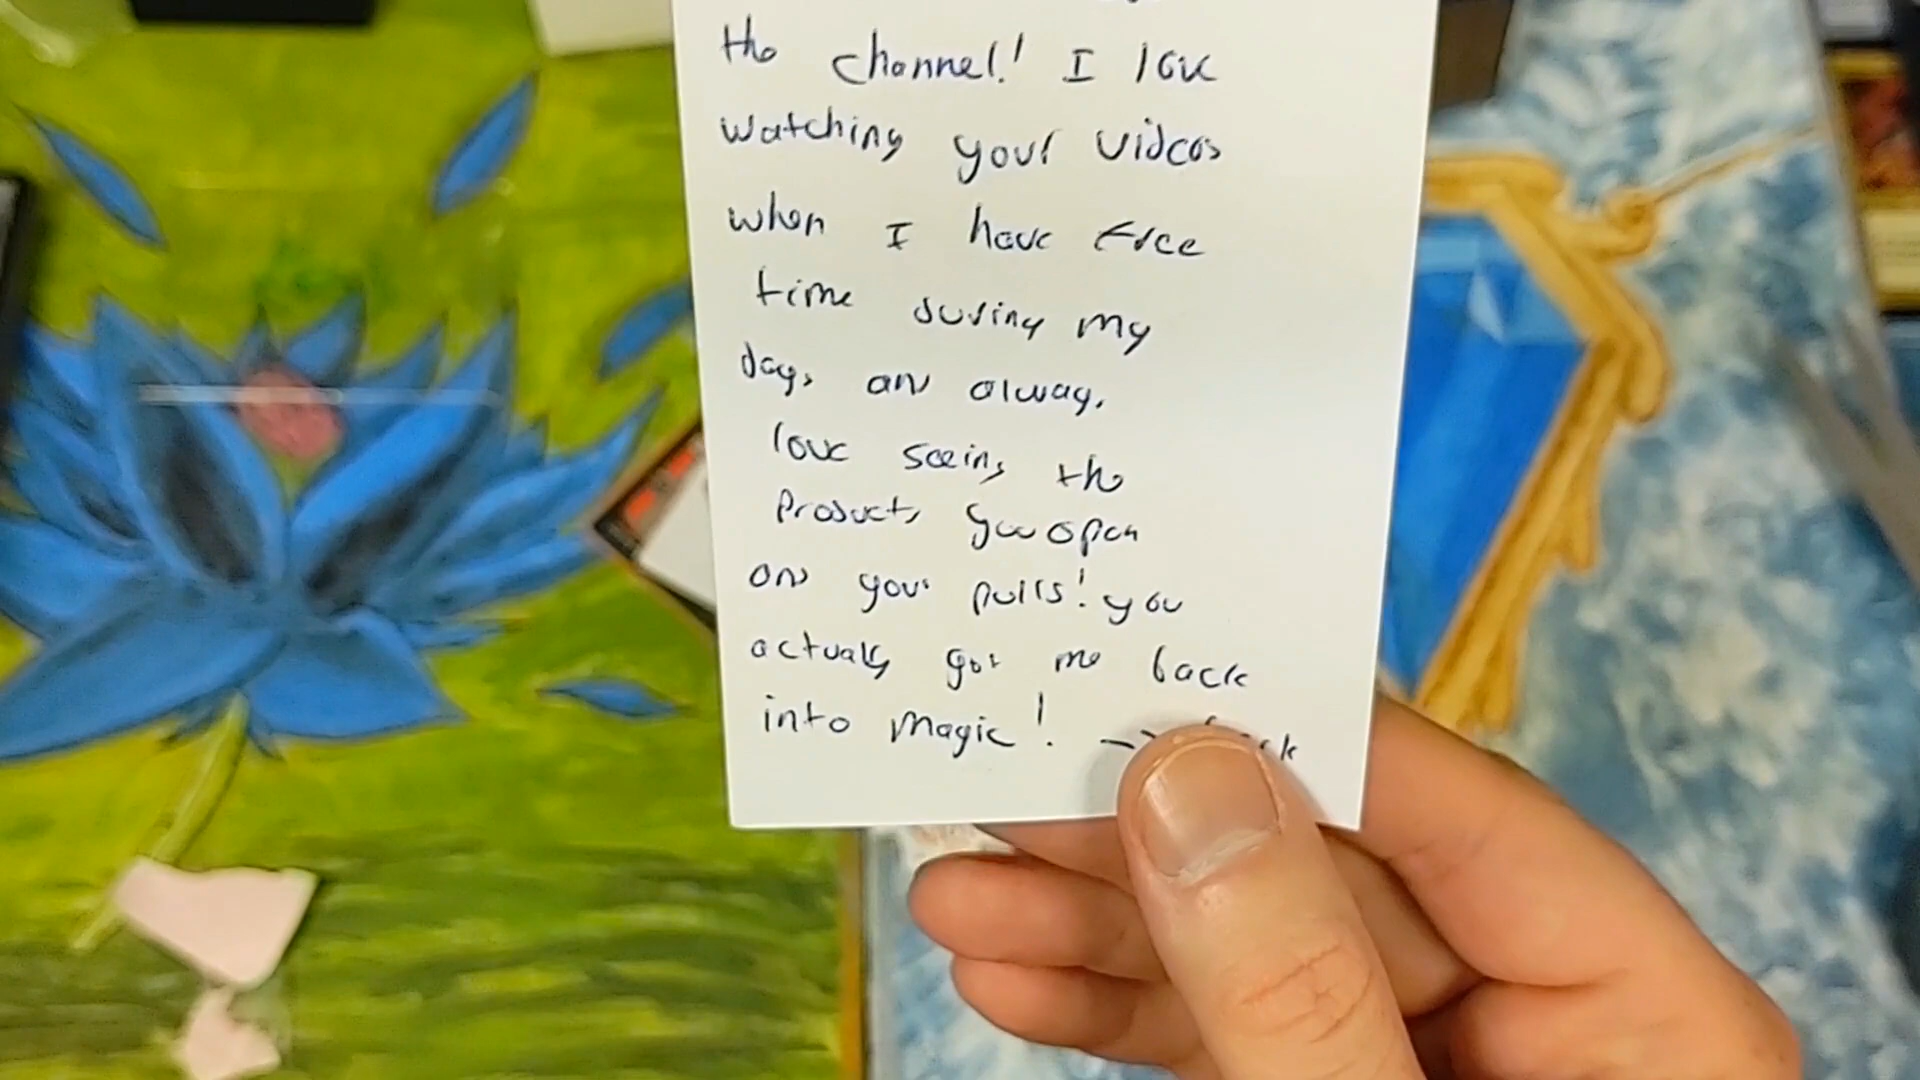 the channel! I love
watching your videos
when I have free
time during my
days and always
love seeing the
products you open
and your pulls! you
actually got me back
into magic!